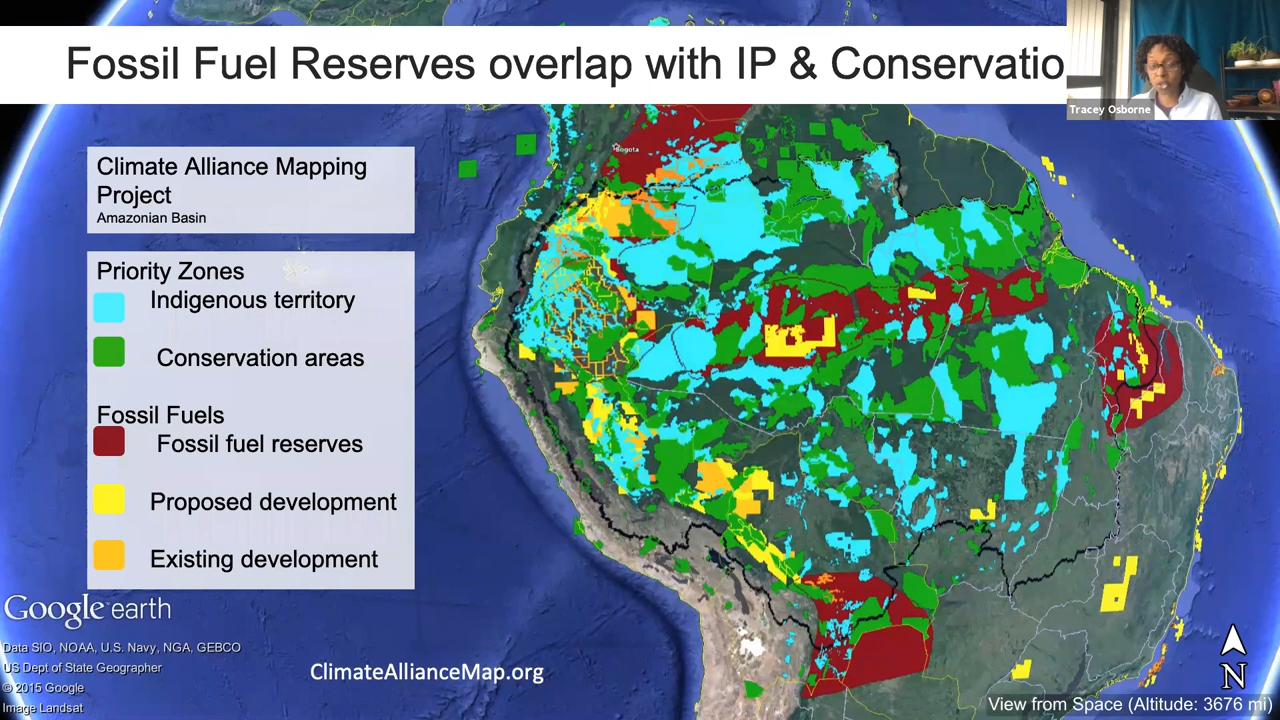 Fossil Fuel Reserves overlap with IP & Conservatio
Tracey Osborne
Climate Alliance Mapping
Project
Amazonian Basin
Bogota
Priority Zones
Indigenous territory
Conservation areas
Fossil Fuels
Fossil fuel reserves
Proposed development
Existing development
Google earth
Data SIO, NOAA, U.S. Navy, NGA, GEBCO
US Dept of State Geographer
© 2015 Google
Image Landsat
ClimateAllianceMap.org
N
View from Space (Altitude: 3676 mi)